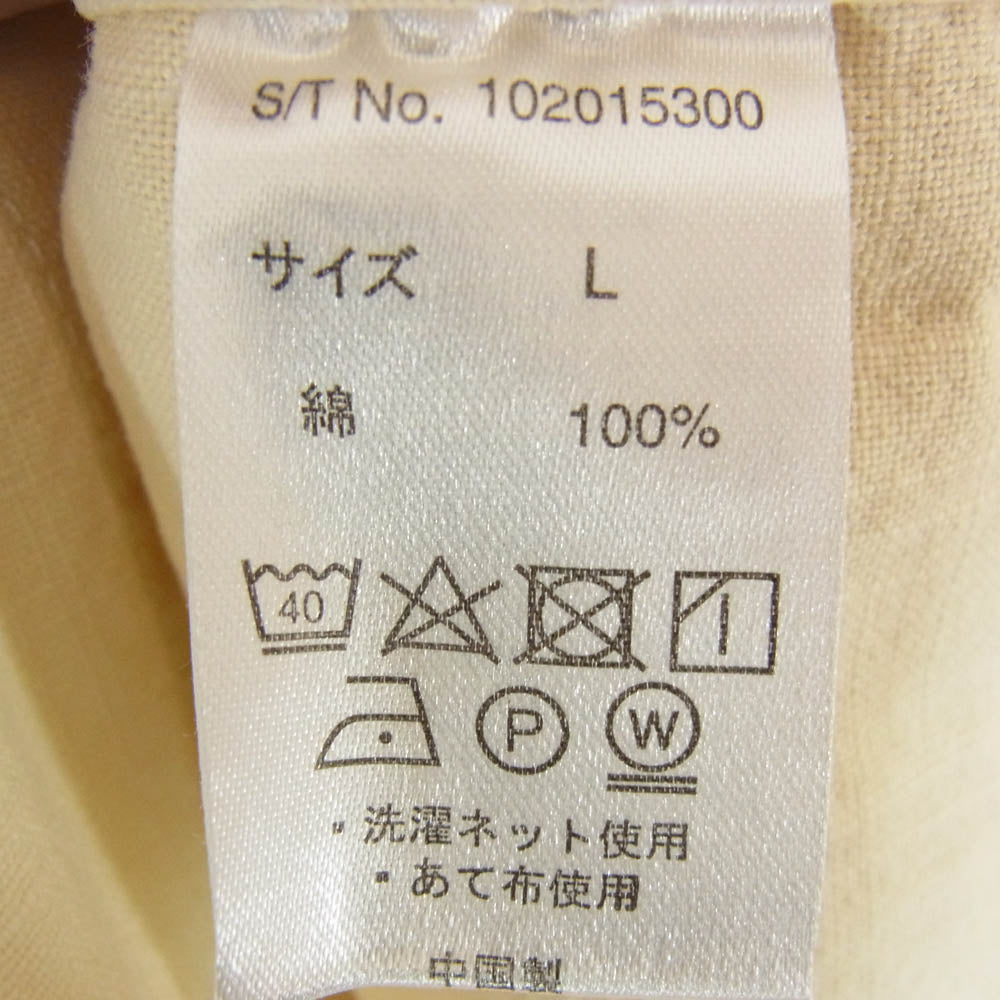 S/T No. 102015300
サイズ L
綿 100%
40
P W
・洗濯ネット使用
・あて布使用
中国製